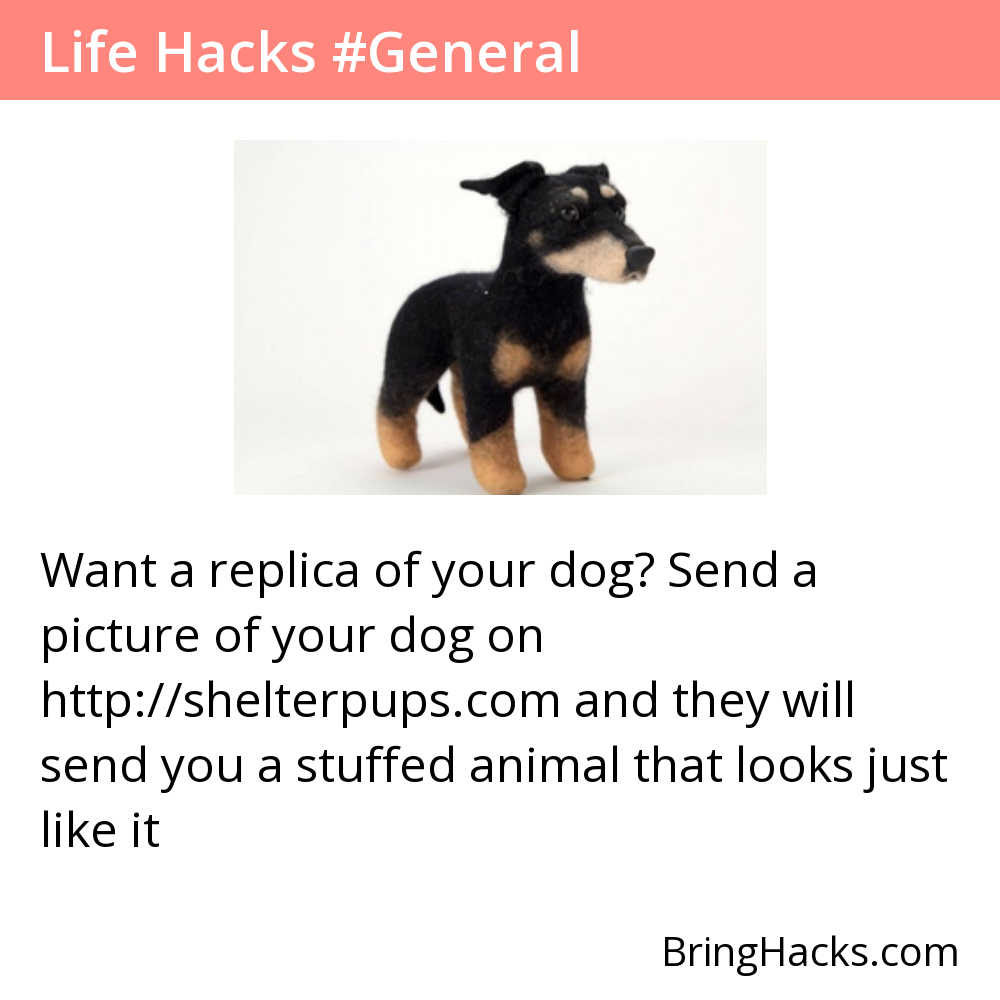 Life Hacks #General
Want a replica of your dog? Send a
picture of your dog on
http://shelterpups.com and they will
send you a stuffed animal that looks just
like it
BringHacks.com